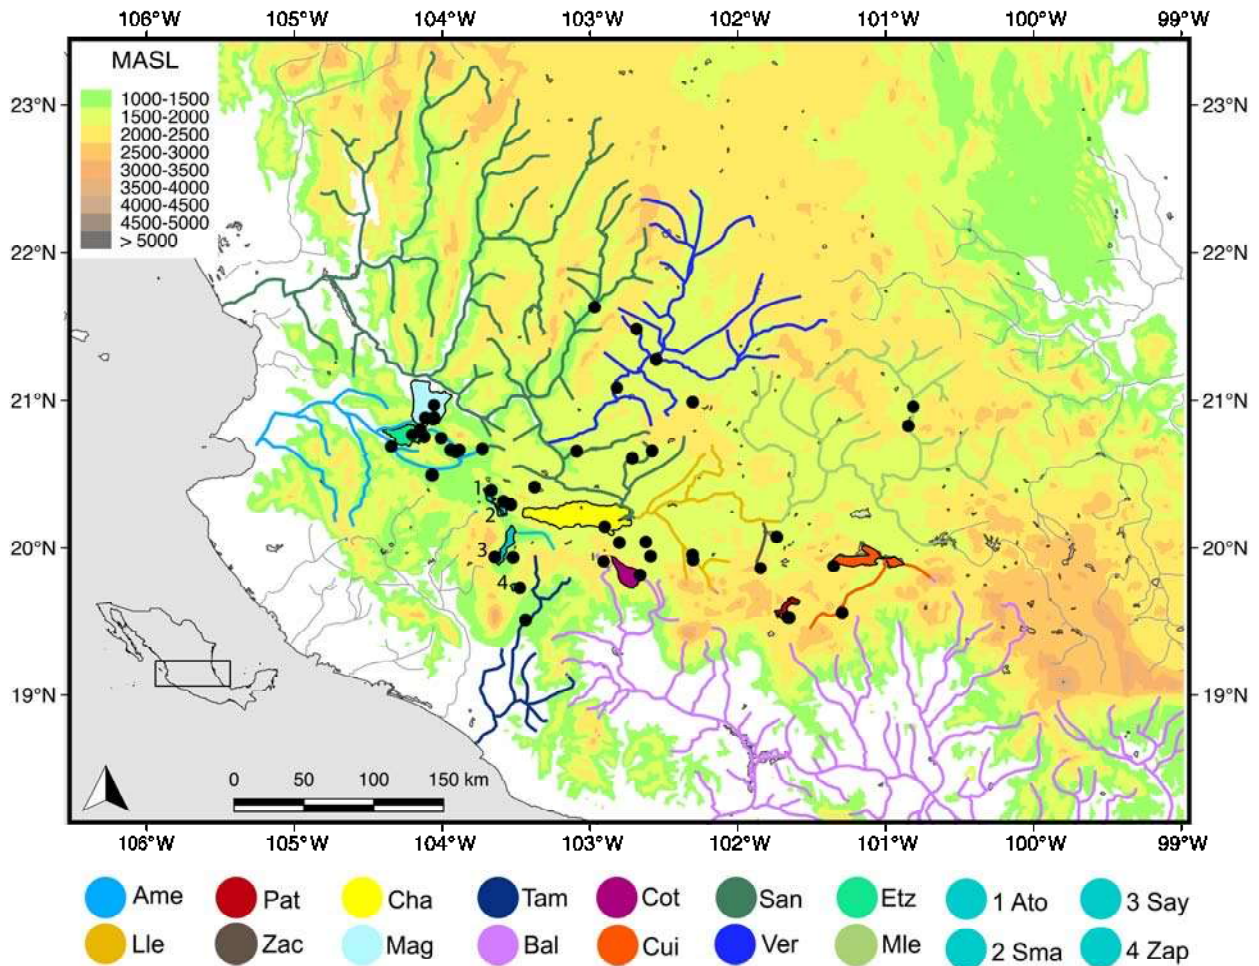 106°W 105°W 104°W 103°W 102°W 101°W 100°W 99°W
MASL
1000-1500
1500-2000
2000-2500
2500-3000
3000-3500
3500-4000
4000-4500
4500-5000
> 5000
23°N 23°N
22°N 22°N
21°N 21°N
1
2
20°N 20°N
3
4
19°N 19°N
0 50 100 150 km
106°W 105°W 104°W 103°W 102°W 101°W 100°W 99°W
Ame Pat Cha Tam Cot San Etz 1 Ato 3 Say
Lle Zac Mag Bal Cui Ver Mle 2 Sma 4 Zap